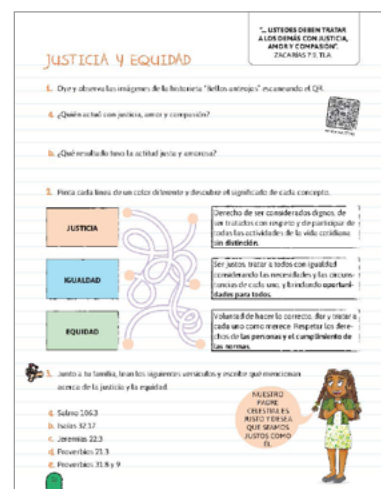 "... USTEDES DEBEN TRATAR
A LOS DEMÁS CON JUSTICIA,
AMOR Y COMPASIÓN".
ZACARÍAS 7:9, TLA
JUSTICIA Y EQUIDAD
1. Oye y observa las imágenes de la historieta "Bellos anteojos" escaneando el QR.
a. ¿Quién actuó con justicia, amor y compasión?
b. ¿Qué resultado tuvo la actitud justa y amorosa?
2. Pinta cada línea de un color diferente y descubre el significado de cada concepto.
JUSTICIA
Derecho de ser considerados dignos, de
ser tratados con respeto y de participar de
todas las actividades de la vida cotidiana
sin distinción.
IGUALDAD
Ser justos, tratar a todos con igualdad
considerando las necesidades y las circuns-
tancias de cada uno, y brindando oportuni-
dades para todos.
EQUIDAD
Voluntad de hacer lo correcto, dar y tratar a
cada uno como merece. Respetar los dere-
chos de las personas y el cumplimiento de
las normas.
3. Junto a tu familia, lean los siguientes versículos y escribe qué mencionan
acerca de la justicia y la equidad.
a. Salmo 106:3
b. Isaías 32:17
c. Jeremías 22:3
d. Proverbios 21:3
e. Proverbios 31:8 y 9
NUESTRO
PADRE
CELESTIAL ES
JUSTO Y DESEA
QUE SEAMOS
JUSTOS COMO
ÉL.